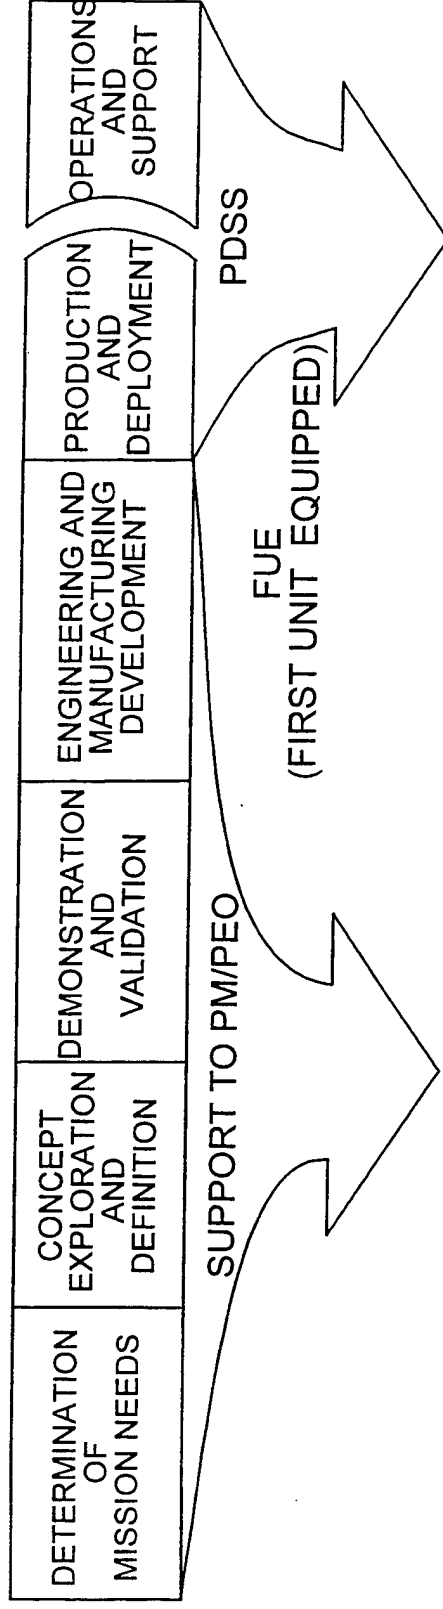 DETERMINATION
OF
MISSION NEEDS
CONCEPT
EXPLORATION
AND
DEFINITION
DEMONSTRATION
AND
VALIDATION
ENGINEERING AND
MANUFACTURING
DEVELOPMENT
PRODUCTION
AND
DEPLOYMENT
OPERATIONS
AND
SUPPORT
SUPPORT TO PM/PEO
PDSS
FUE
(FIRST UNIT EQUIPPED)